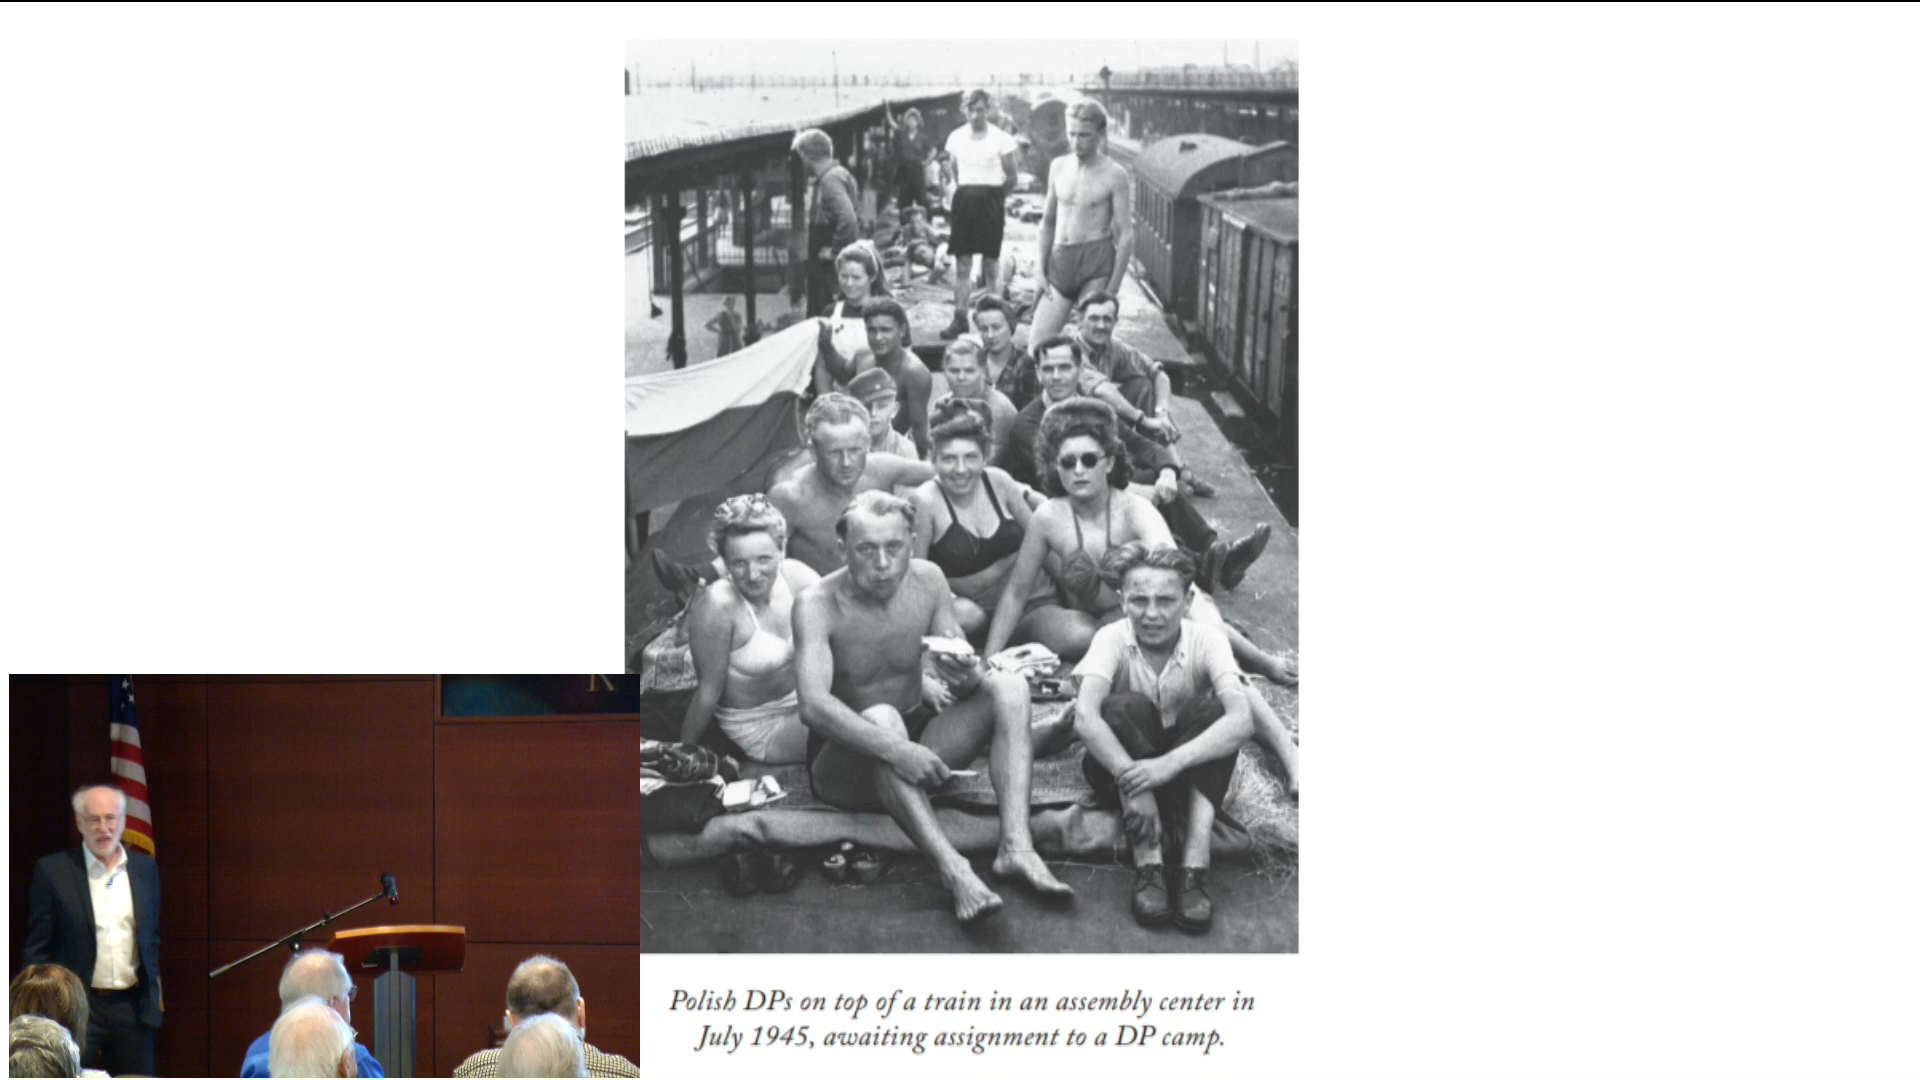 R
Polish DPs on top of a train in an assembly center in
July 1945, awaiting assignment to a DP camp.